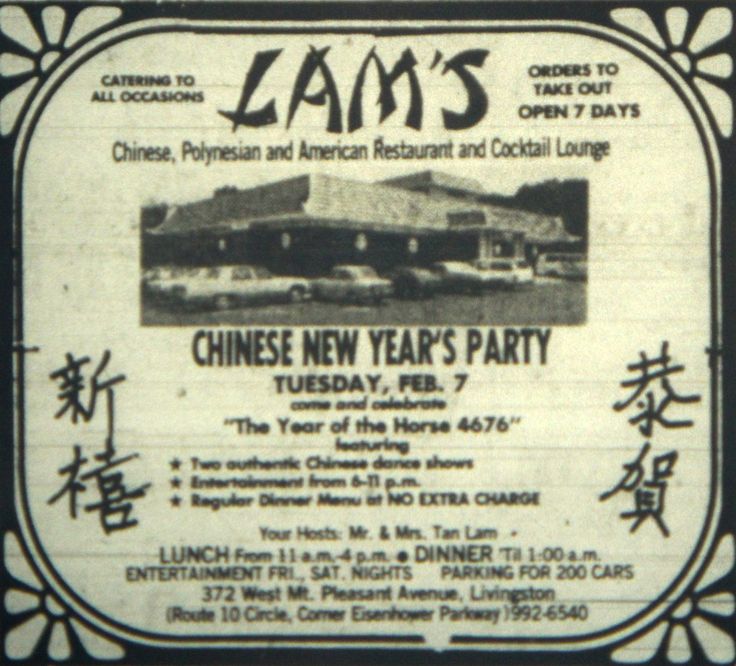 CATERING TO
ALL OCCASIONS
LAM'S
ORDERS TO
TAKE OUT
OPEN 7 DAYS
Chinese, Polynesian and American Restaurant and Cocktail Lounge
CHINESE NEW YEAR'S PARTY
TUESDAY, FEB. 7
come and celebrate
"The Year of the Horse 4676"
featuring
★ Two authentic Chinese dance shows
★ Entertainment from 6-11 p.m.
★ Regular Dinner Menu at NO EXTRA CHARGE
恭賀
新禧
Your Hosts: Mr. & Mrs. Tan Lam
LUNCH From 11 a.m.-4 p.m. ● DINNER 'Til 1:00 a.m.
ENTERTAINMENT FRI., SAT. NIGHTS PARKING FOR 200 CARS
372 West Mt. Pleasant Avenue, Livingston
(Route 10 Circle, Corner Eisenhower Parkway) 992-6540